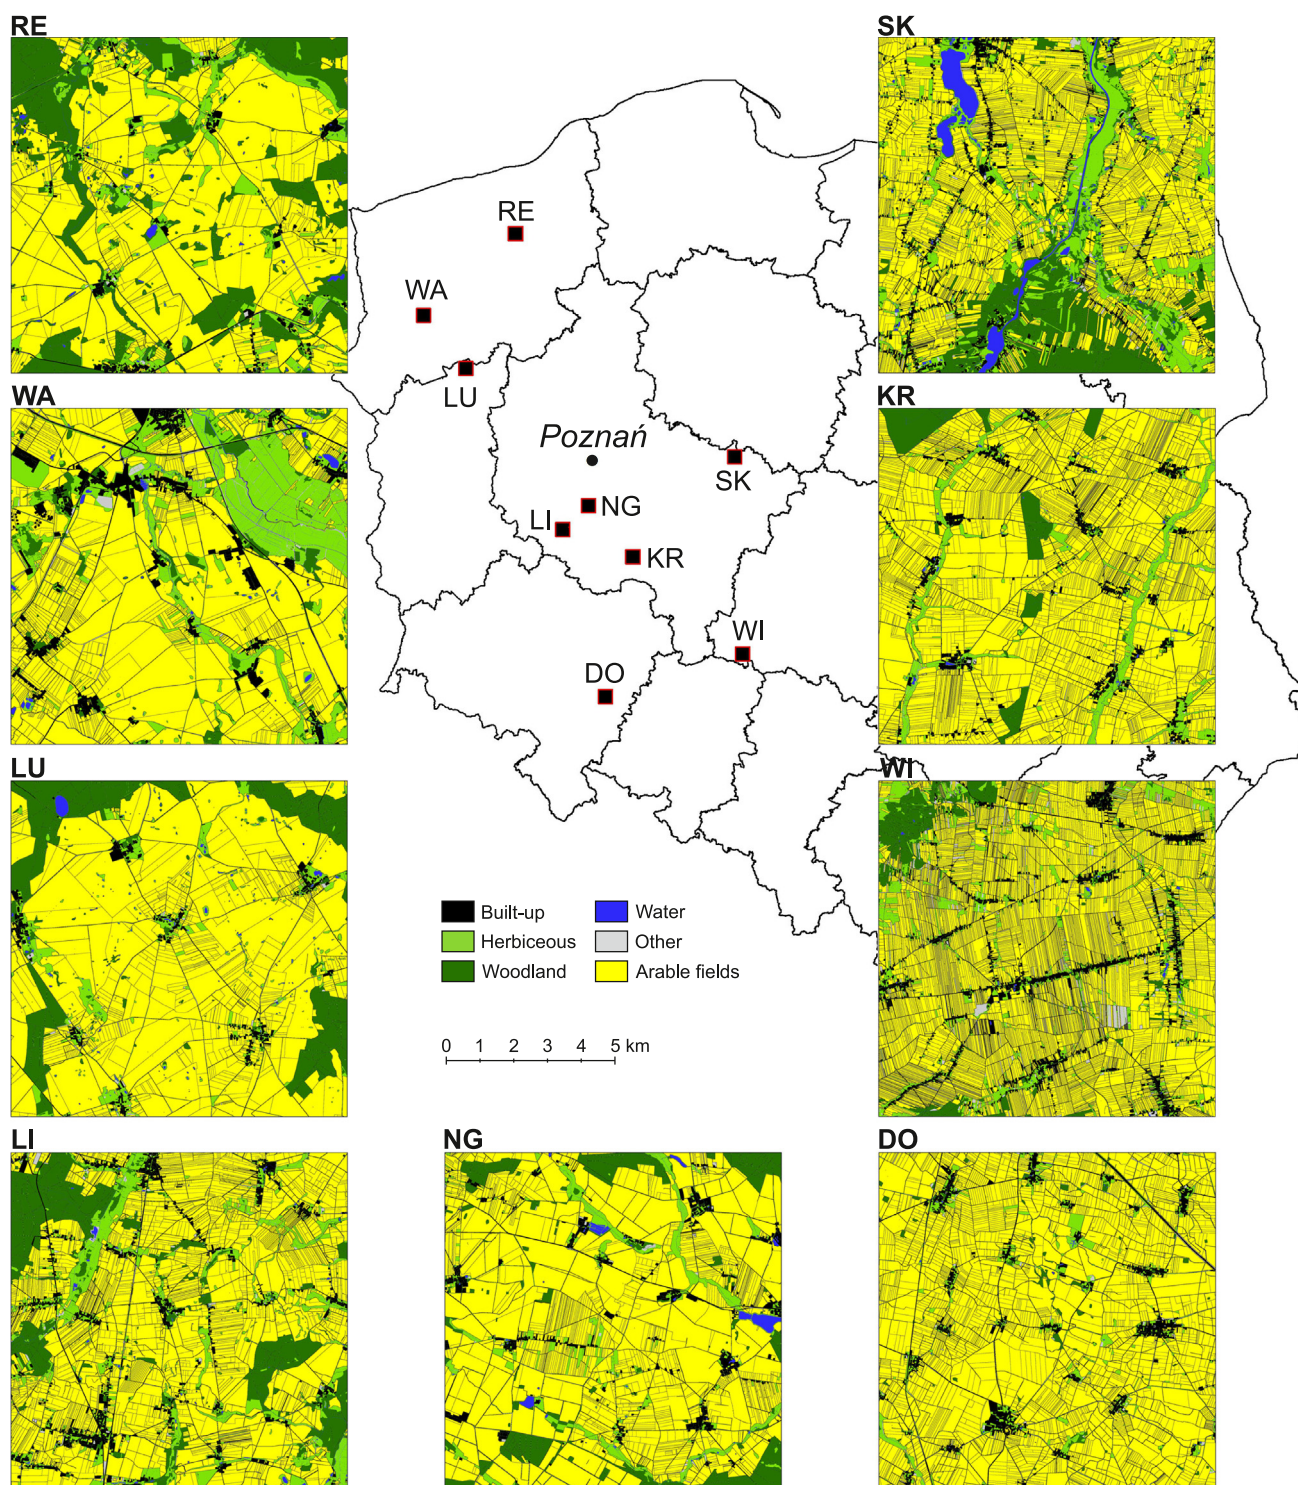 RE
SK
RE
WA
LU
WA
KR
Poznań
SK
NG
LI
KR
WI
DO
LU
WI
Built-up
Water
Herbiceous
Other
Woodland
Arable fields
0 1 2 3 4 5 km
LI
NG
DO